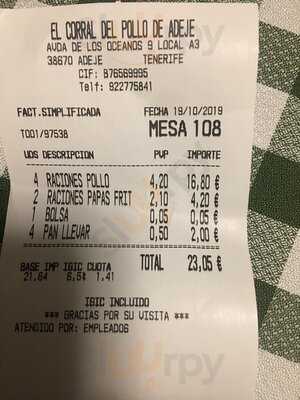 EL CORRAL DEL POLLO DE ADEJE
AVDA DE LOS OCEANOS 9 LOCAL A3
38670 ADEJE TENERIFE
CIF: B76569995
Telf: 922775841
FACT.SIMPLIFICADA FECHA 19/10/2019
T001/97538 MESA 108
UDS DESCRIPCION PVP IMPORTE
4 RACIONES POLLO 4,20 16,80 €
2 RACIONES PAPAS FRIT 2,10 4,20 €
1 BOLSA 0,05 0,05 €
4 PAN LLEVAR 0,50 2,00 €
BASE IMP IGIC CUOTA TOTAL 23,05 €
21.64 6,5% 1.41
IGIC INCLUIDO
*** GRACIAS POR SU VISITA ***
ATENDIDO POR: EMPLEADOS